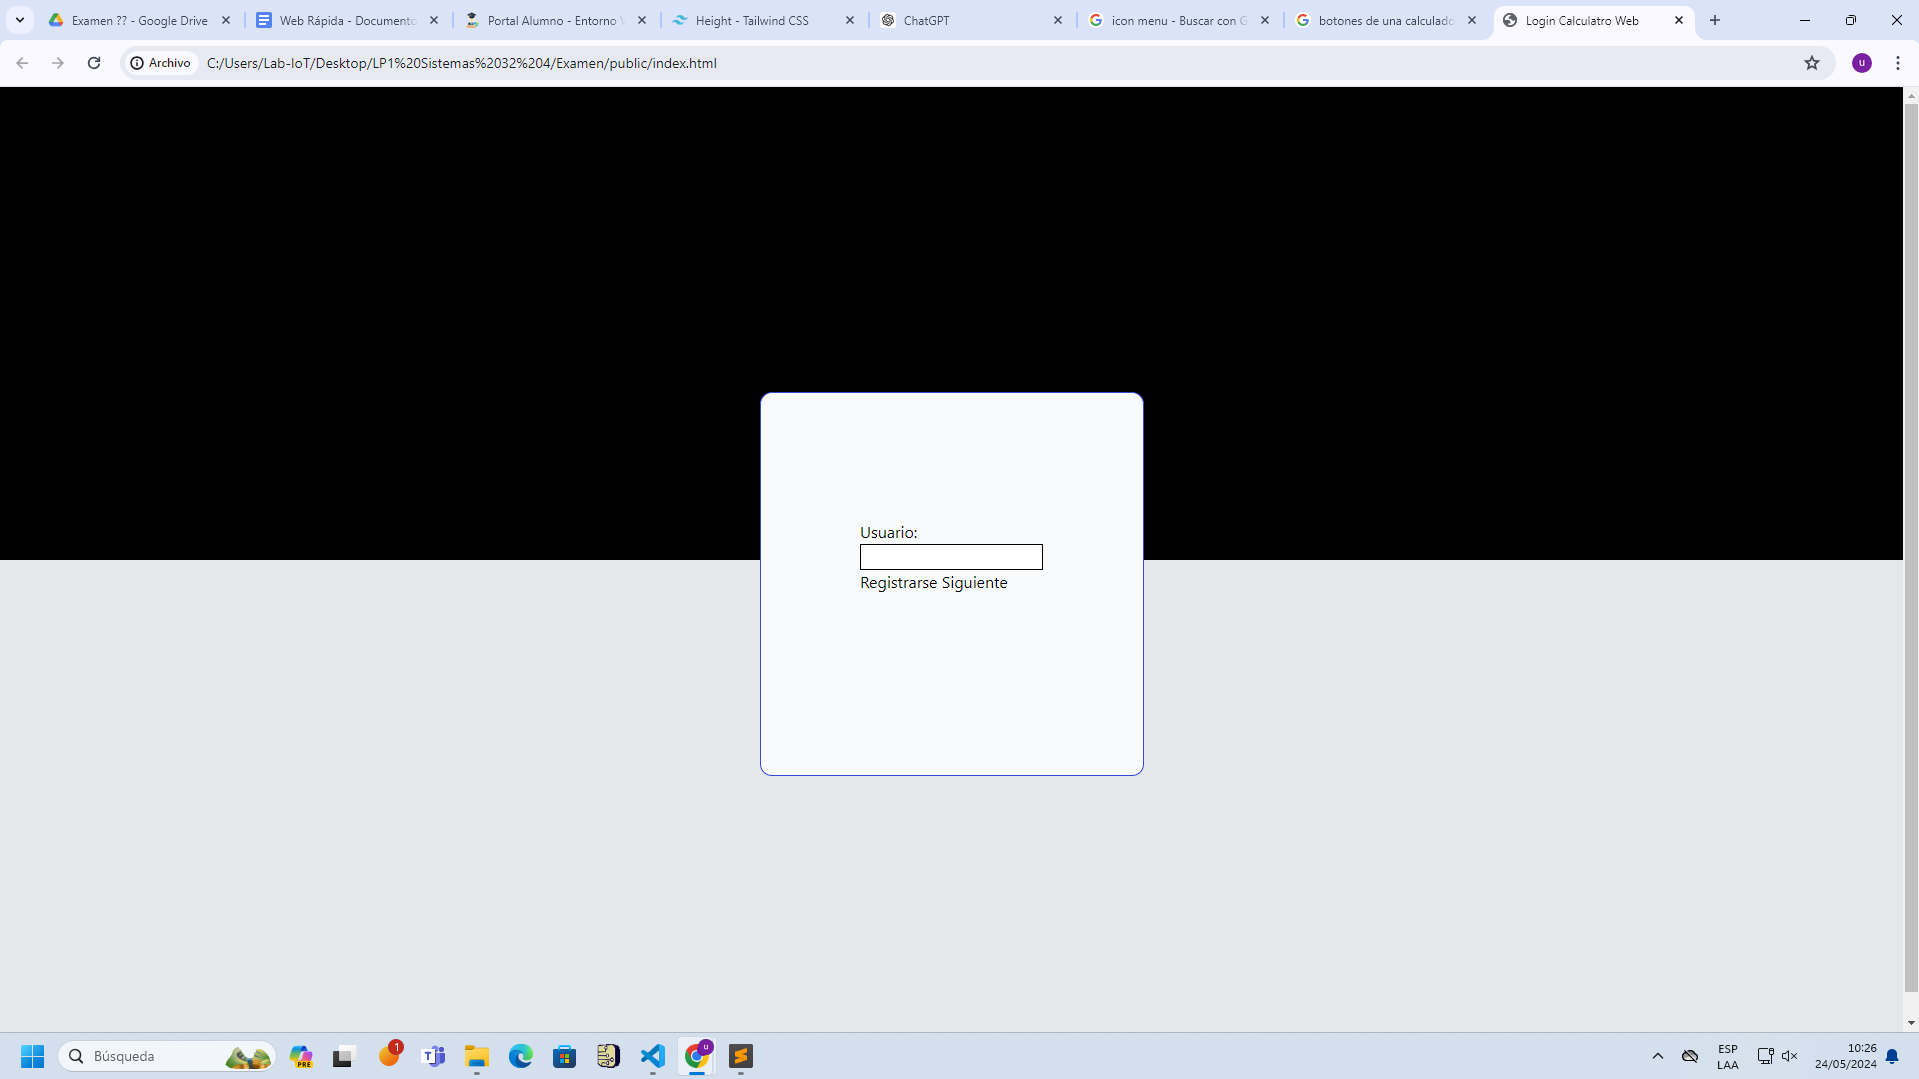 Examen ?? - Google Drive
Web Rápida - Documento
Portal Alumno - Entorno V
Height - Tailwind CSS
ChatGPT
icon menu - Buscar con G
botones de una calculado
Login Calculatro Web
Archivo
C:/Users/Lab-IoT/Desktop/LP1%20Sistemas%2032%204/Examen/public/index.html
u
Usuario:
Registrarse Siguiente
Búsqueda
PRE
1
u
ESP
LAA
10:26
24/05/2024